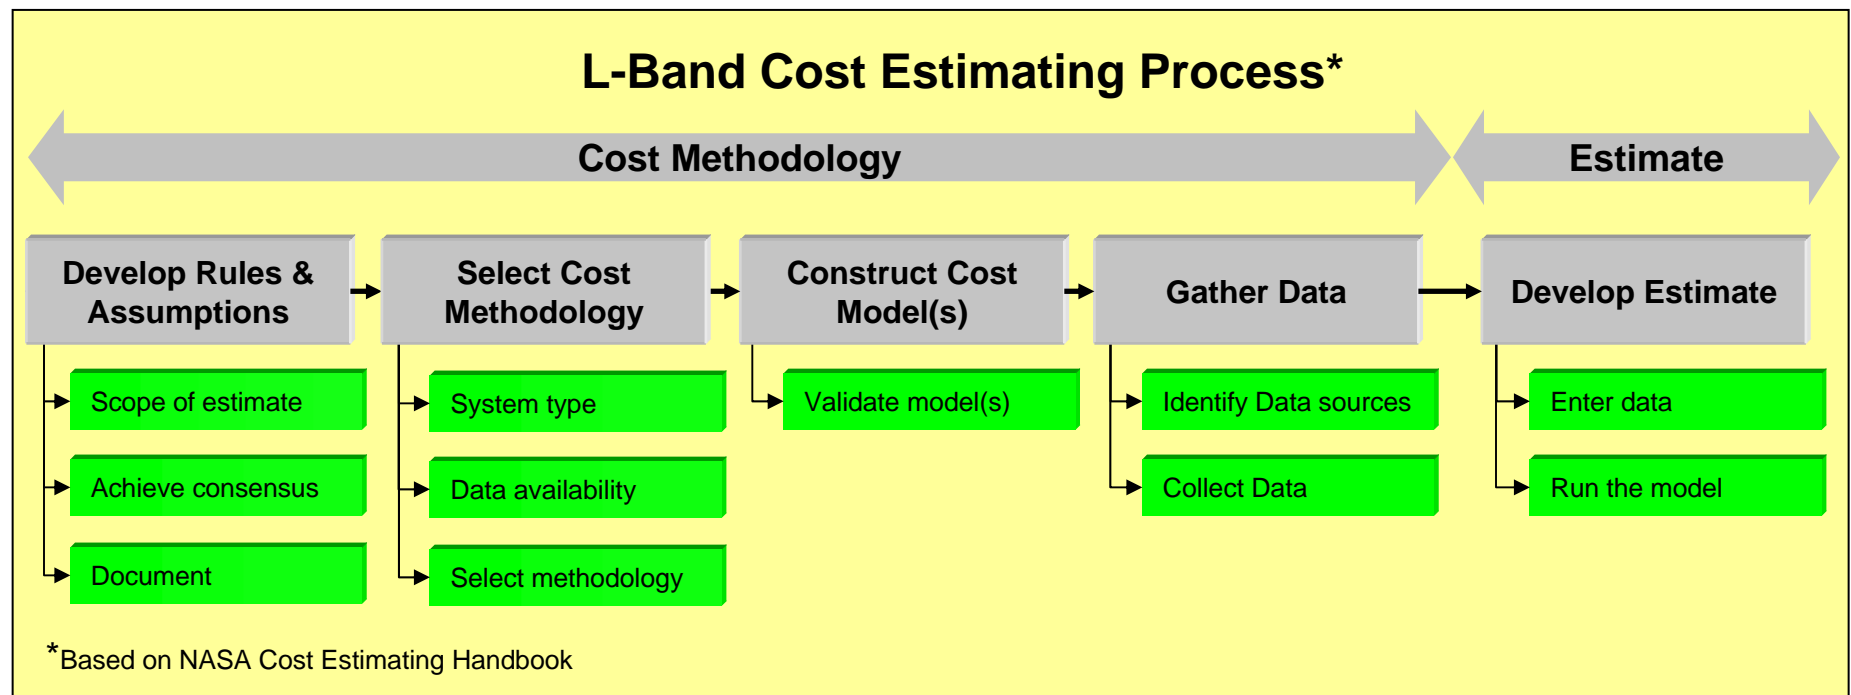 L-Band Cost Estimating Process*
Cost Methodology
Estimate
Develop Rules &
Assumptions
Select Cost
Methodology
Construct Cost
Model(s)
Gather Data
Develop Estimate
Scope of estimate
Achieve consensus
Document
System type
Data availability
Select methodology
Validate model(s)
Identify Data sources
Collect Data
Enter data
Run the model
*Based on NASA Cost Estimating Handbook